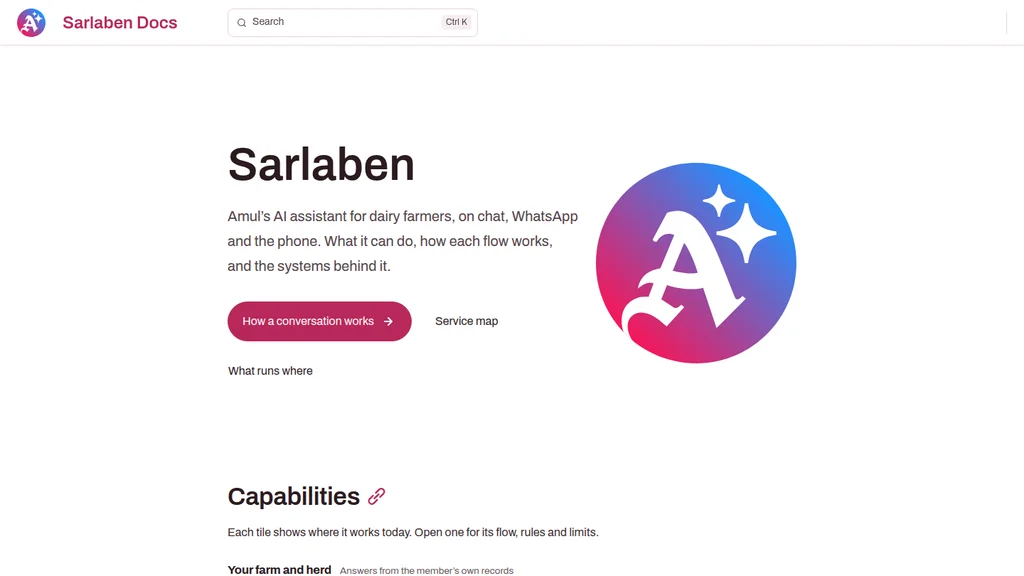 Sarlaben Docs
Search
Ctrl K
Sarlaben
Amul’s AI assistant for dairy farmers, on chat, WhatsApp
and the phone. What it can do, how each flow works,
and the systems behind it.
How a conversation works
Service map
What runs where
Capabilities
Each tile shows where it works today. Open one for its flow, rules and limits.
Your farm and herd
Answers from the member’s own records